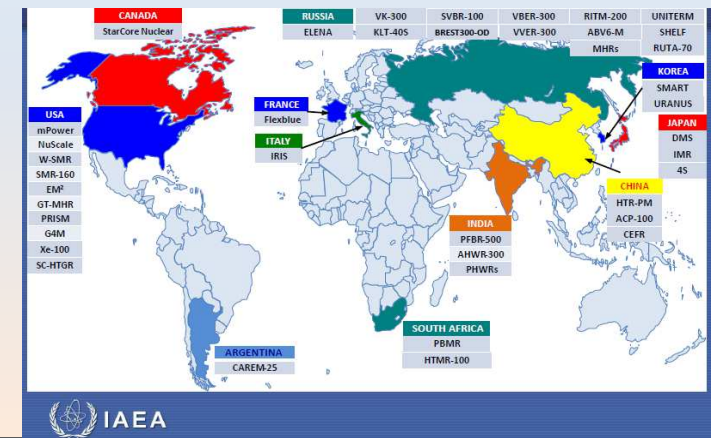 CANADA
StarCore Nuclear
RUSSIA VK-300 SVBR-100 VBER-300 RITM-200 UNITERM
ELENA KLT-40S BREST300-OD VVER-300 ABV6-M SHELF
MHRs RUTA-70
KOREA
SMART
URANUS
FRANCE
Flexblue
ITALY
IRIS
USA
mPower
NuScale
W-SMR
SMR-160
EM²
GT-MHR
PRISM
G4M
Xe-100
SC-HTGR
JAPAN
DMS
IMR
4S
CHINA
HTR-PM
ACP-100
CEFR
INDIA
PFBR-500
AHWR-300
PHWRs
SOUTH AFRICA
PBMR
HTMR-100
ARGENTINA
CAREM-25
IAEA